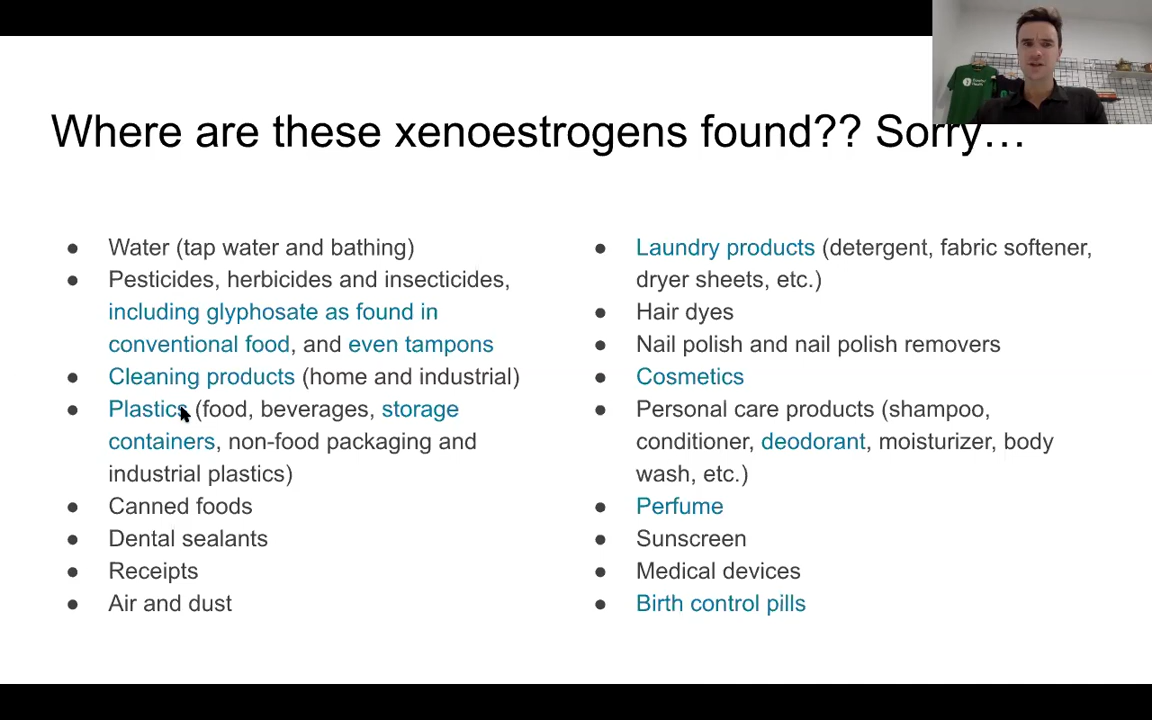 Where are these xenoestrogens found?? Sorry…
● Water (tap water and bathing)
● Pesticides, herbicides and insecticides,
including glyphosate as found in
conventional food, and even tampons
● Cleaning products (home and industrial)
● Plastics (food, beverages, storage
containers, non-food packaging and
industrial plastics)
● Canned foods
● Dental sealants
● Receipts
● Air and dust
● Laundry products (detergent, fabric softener,
dryer sheets, etc.)
● Hair dyes
● Nail polish and nail polish removers
● Cosmetics
● Personal care products (shampoo,
conditioner, deodorant, moisturizer, body
wash, etc.)
● Perfume
● Sunscreen
● Medical devices
● Birth control pills